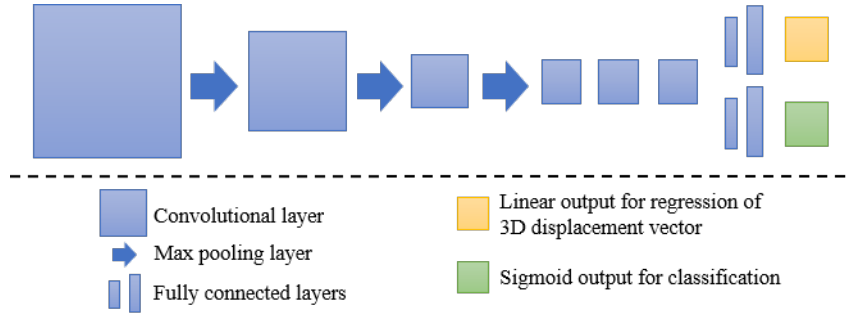 Convolutional layer
Max pooling layer
Fully connected layers
Linear output for regression of
3D displacement vector
Sigmoid output for classification